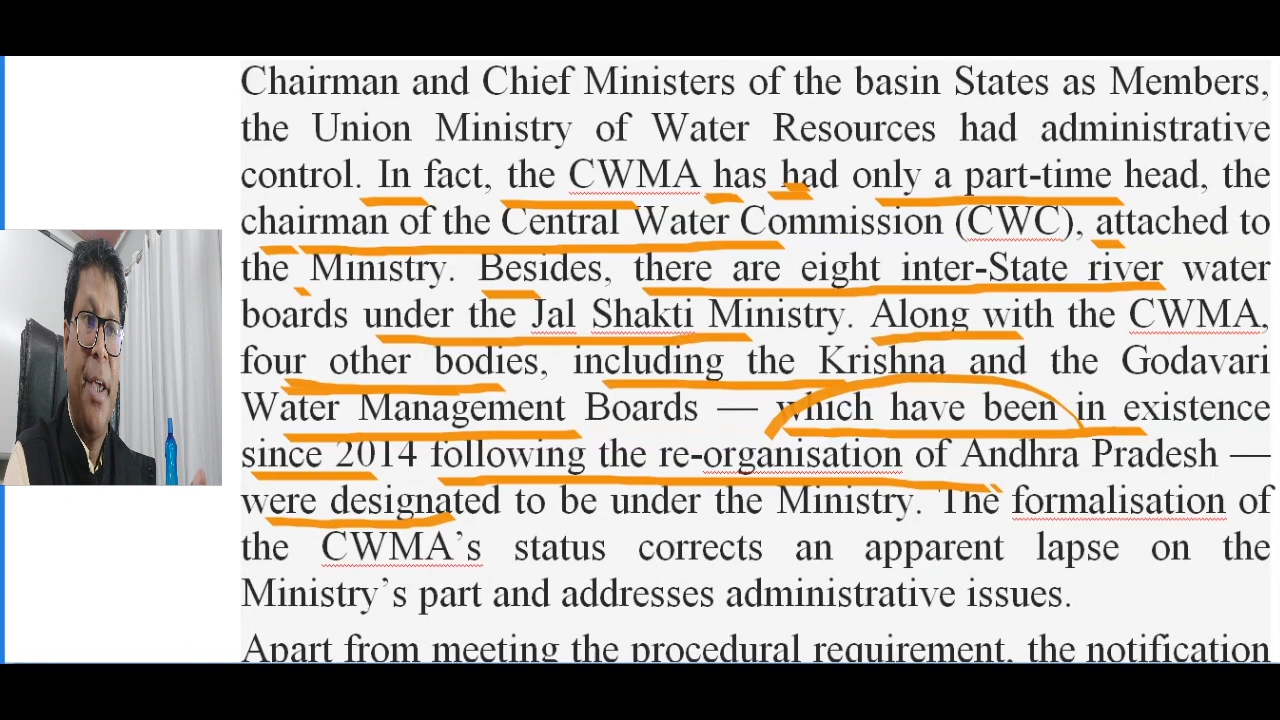 Chairman and Chief Ministers of the basin States as Members,
the Union Ministry of Water Resources had administrative
control. In fact, the CWMA has had only a part-time head, the
chairman of the Central Water Commission (CWC), attached to
the Ministry. Besides, there are eight inter-State river water
boards under the Jal Shakti Ministry. Along with the CWMA,
four other bodies, including the Krishna and the Godavari
Water Management Boards — which have been in existence
since 2014 following the re-organisation of Andhra Pradesh —
were designated to be under the Ministry. The formalisation of
the CWMA’s status corrects an apparent lapse on the
Ministry’s part and addresses administrative issues.
Apart from meeting the procedural requirement, the notification